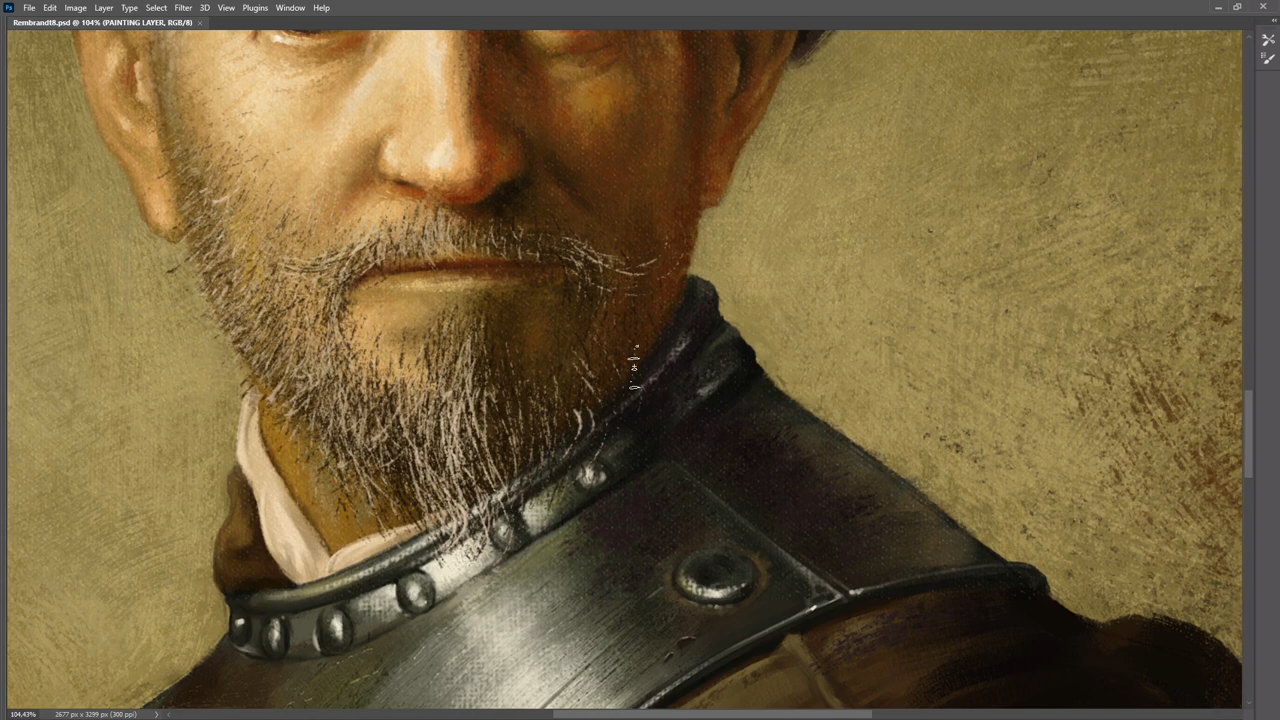 Ps File Edit Image Layer Type Select Filter 3D View Plugins Window Help
Rembrandt8.psd @ 104% (PAINTING LAYER, RGB/8) ×
104,43% 2677 px x 3299 px (300 ppi)